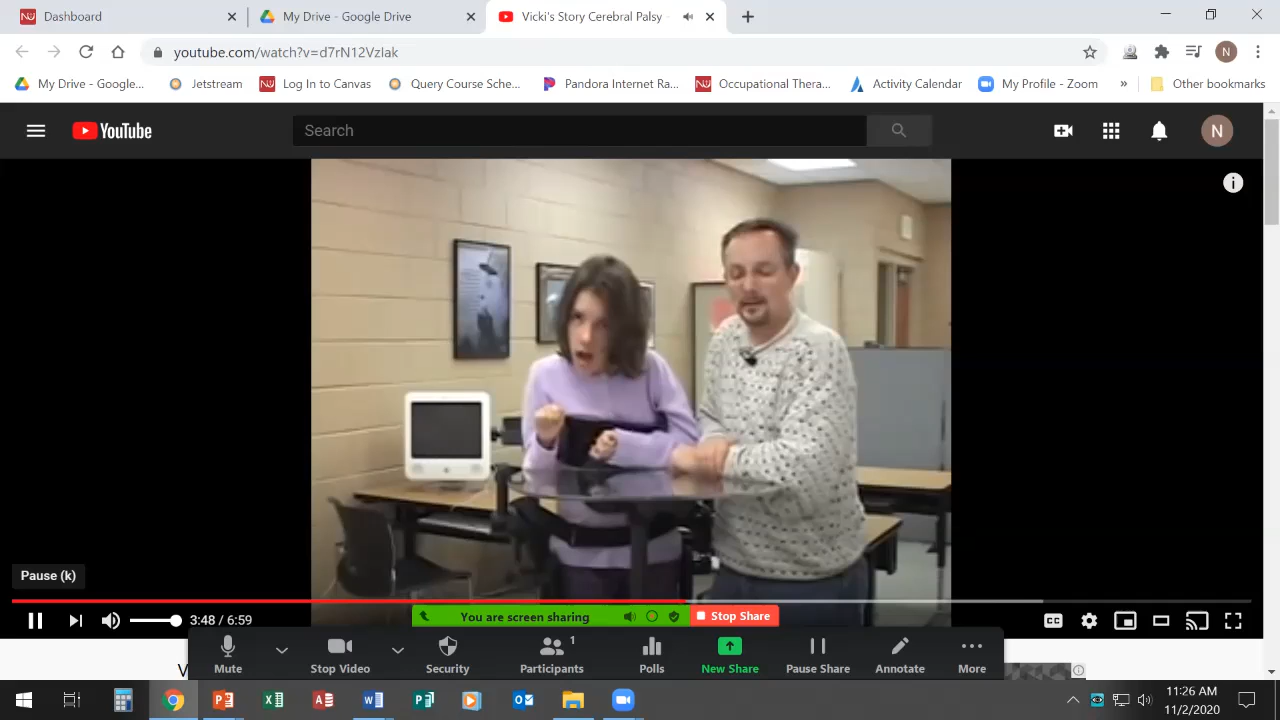 Dashboard
My Drive - Google Drive
Vicki's Story Cerebral Palsy
youtube.com/watch?v=d7rN12VzIak
My Drive - Google...
Jetstream
Log In to Canvas
Query Course Sche...
Pandora Internet Ra...
Occupational Thera...
Activity Calendar
My Profile - Zoom
»
Other bookmarks
YouTube
Search
N
N
Pause (k)
3:48 / 6:59
CC
You are screen sharing
Stop Share
Mute
Stop Video
Security
Participants
1
Polls
New Share
Pause Share
Annotate
More
V
11:26 AM
11/2/2020